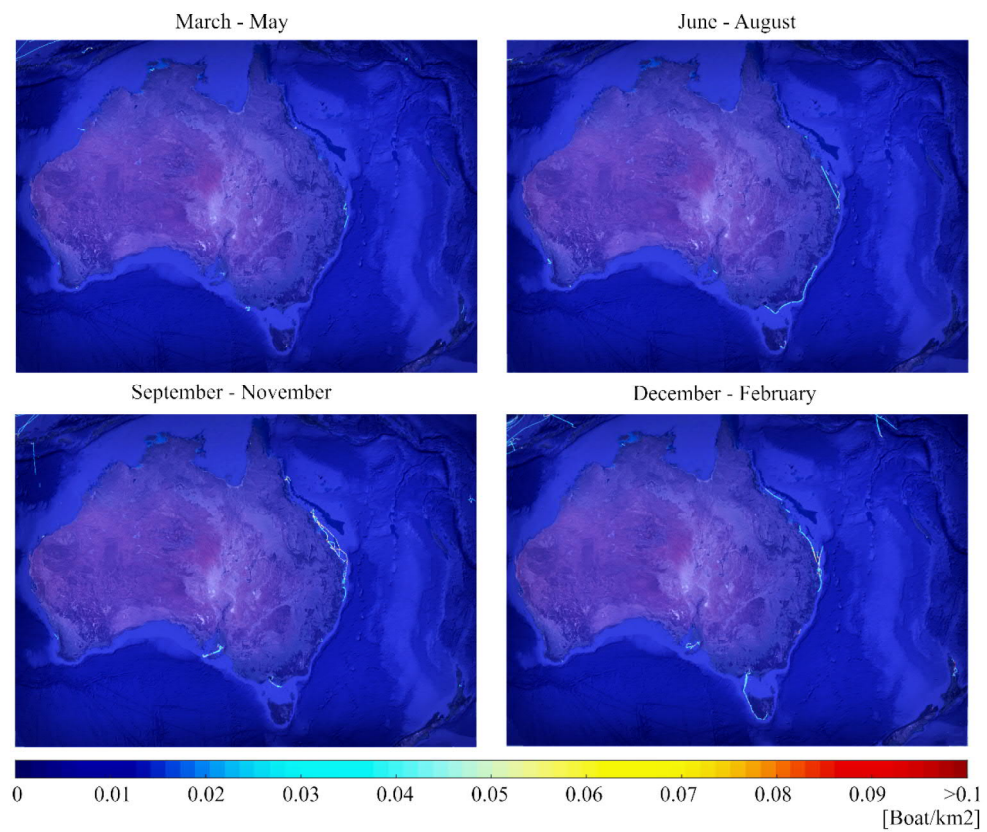 March - May
June - August
September - November
December - February
0 0.01 0.02 0.03 0.04 0.05 0.06 0.07 0.08 0.09 >0.1
[Boat/km2]